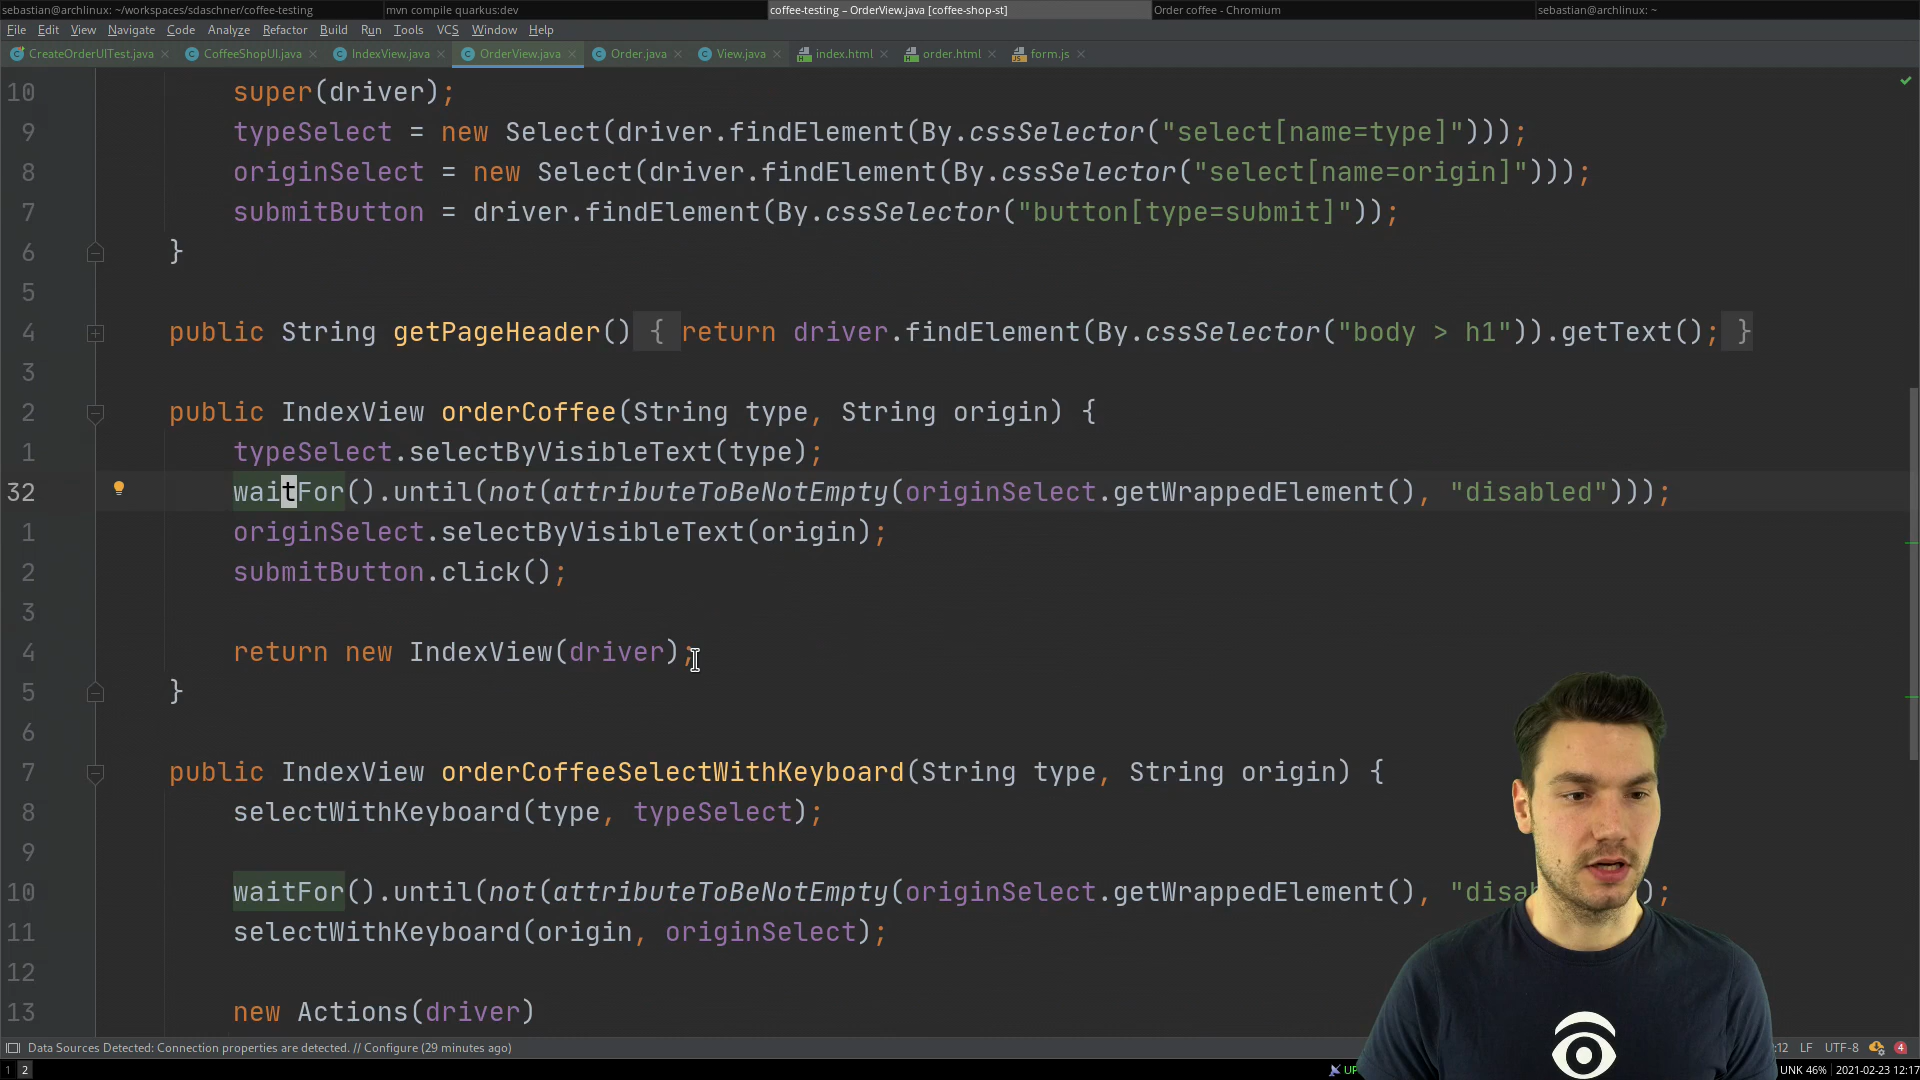 sebastian@archlinux: ~/workspaces/sdaschner/coffee-testing mvn compile quarkus:dev coffee-testing – OrderView.java [coffee-shop-st] Order coffee - Chromium sebastian@archlinux: ~
File Edit View Navigate Code Analyze Refactor Build Run Tools VCS Window Help
CreateOrderUITest.java CoffeeShopUI.java IndexView.java OrderView.java Order.java View.java index.html order.html form.js
10 super(driver);
9 typeSelect = new Select(driver.findElement(By.cssSelector("select[name=type]")));
8 originSelect = new Select(driver.findElement(By.cssSelector("select[name=origin]")));
7 submitButton = driver.findElement(By.cssSelector("button[type=submit]"));
6 }
5
4 public String getPageHeader() { return driver.findElement(By.cssSelector("body > h1")).getText(); }
3
2 public IndexView orderCoffee(String type, String origin) {
1 typeSelect.selectByVisibleText(type);
32 waitFor().until(not(attributeToBeNotEmpty(originSelect.getWrappedElement(), "disabled")));
1 originSelect.selectByVisibleText(origin);
2 submitButton.click();
3
4 return new IndexView(driver);
5 }
6
7 public IndexView orderCoffeeSelectWithKeyboard(String type, String origin) {
8 selectWithKeyboard(type, typeSelect);
9
10 waitFor().until(not(attributeToBeNotEmpty(originSelect.getWrappedElement(), "disa );
11 selectWithKeyboard(origin, originSelect);
12
13 new Actions(driver)
Data Sources Detected: Connection properties are detected. // Configure (29 minutes ago) :12 LF UTF-8 4
1 2 UP UNK 46% 2021-02-23 12:17